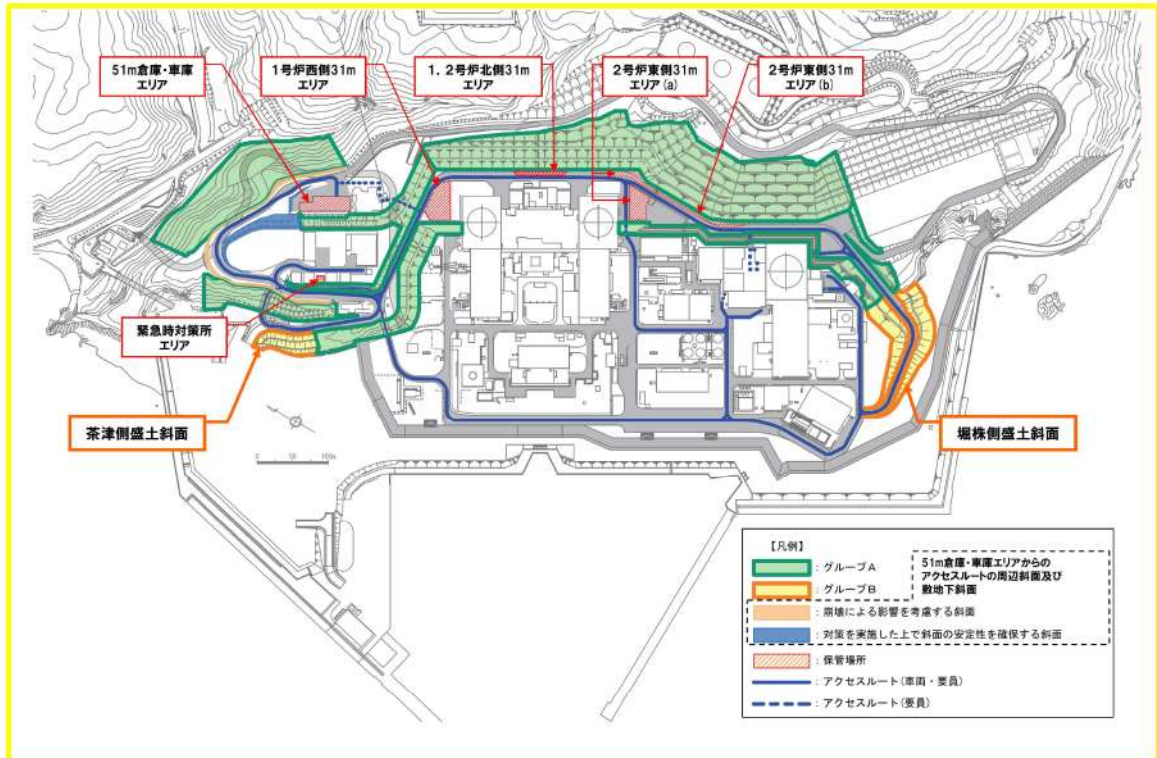 51m倉庫・車庫
エリア
1号炉西側31m
エリア
1.2号炉北側31m
エリア
2号炉東側31m
エリア(a)
2号炉東側31m
エリア(b)
緊急時対策所
エリア
茶津側盛土斜面
堀株側盛土斜面
0 50 100m
【凡例】
：グループA
：グループB
51m倉庫・車庫エリアからの
アクセスルートの周辺斜面及び
敷地下斜面
：崩壊による影響を考慮する斜面
：対策を実施した上で斜面の安定性を確保する斜面
：保管場所
：アクセスルート(車両・要員)
：アクセスルート(要員)